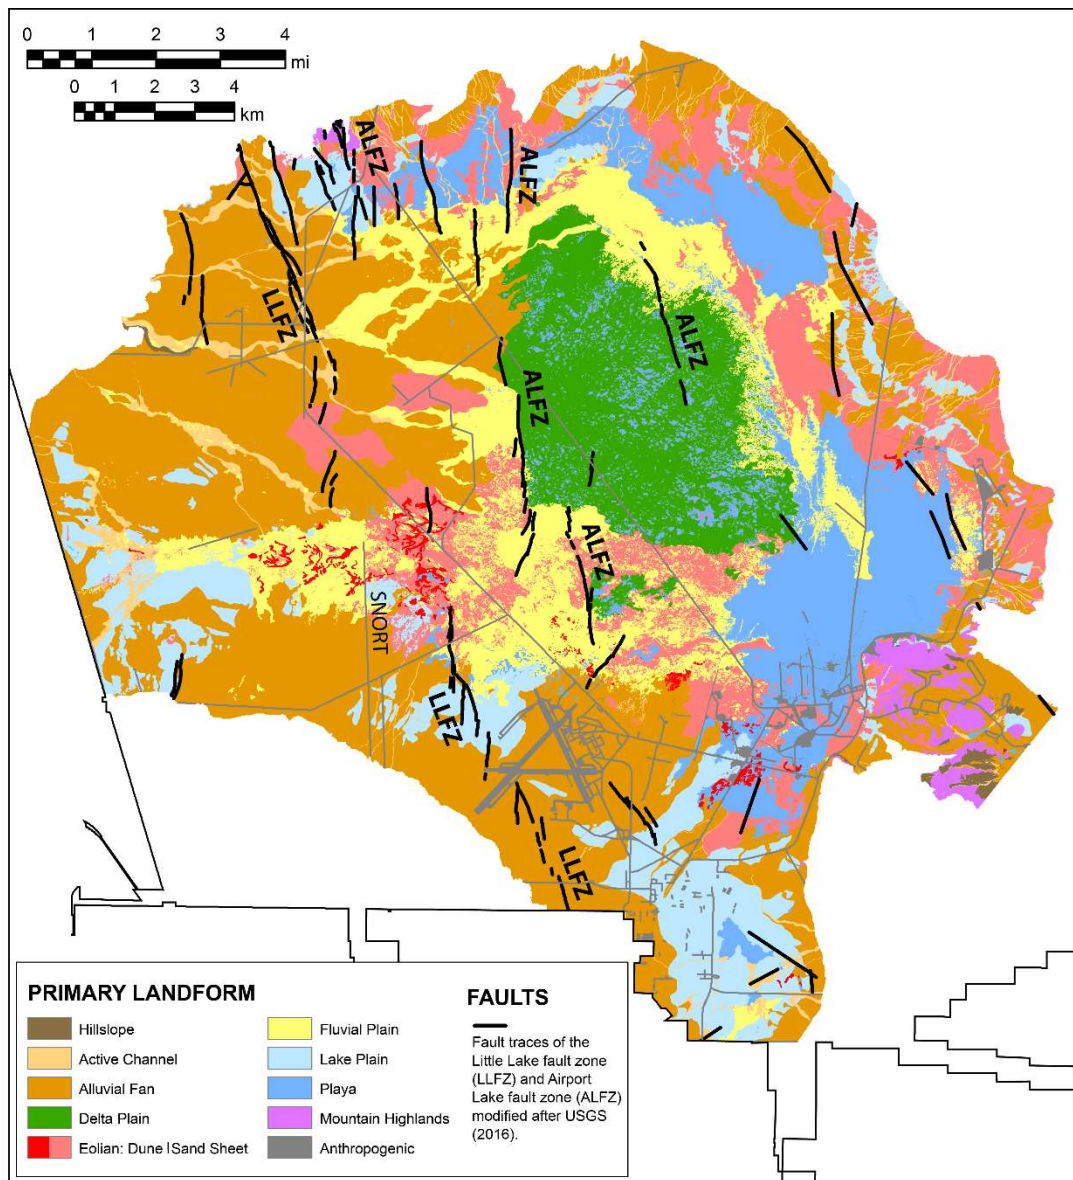 0 1 2 3 4
mi
0 1 2 3 4
km
ALFZ
ALFZ
LLFZ
ALFZ
ALFZ
ALFZ
SNORT
LLFZ
LLFZ
PRIMARY LANDFORM
Hillslope
Active Channel
Alluvial Fan
Delta Plain
Eolian: Dune | Sand Sheet
Fluvial Plain
Lake Plain
Playa
Mountain Highlands
Anthropogenic
FAULTS
Fault traces of the
Little Lake fault zone
(LLFZ) and Airport
Lake fault zone (ALFZ)
modified after USGS
(2016).